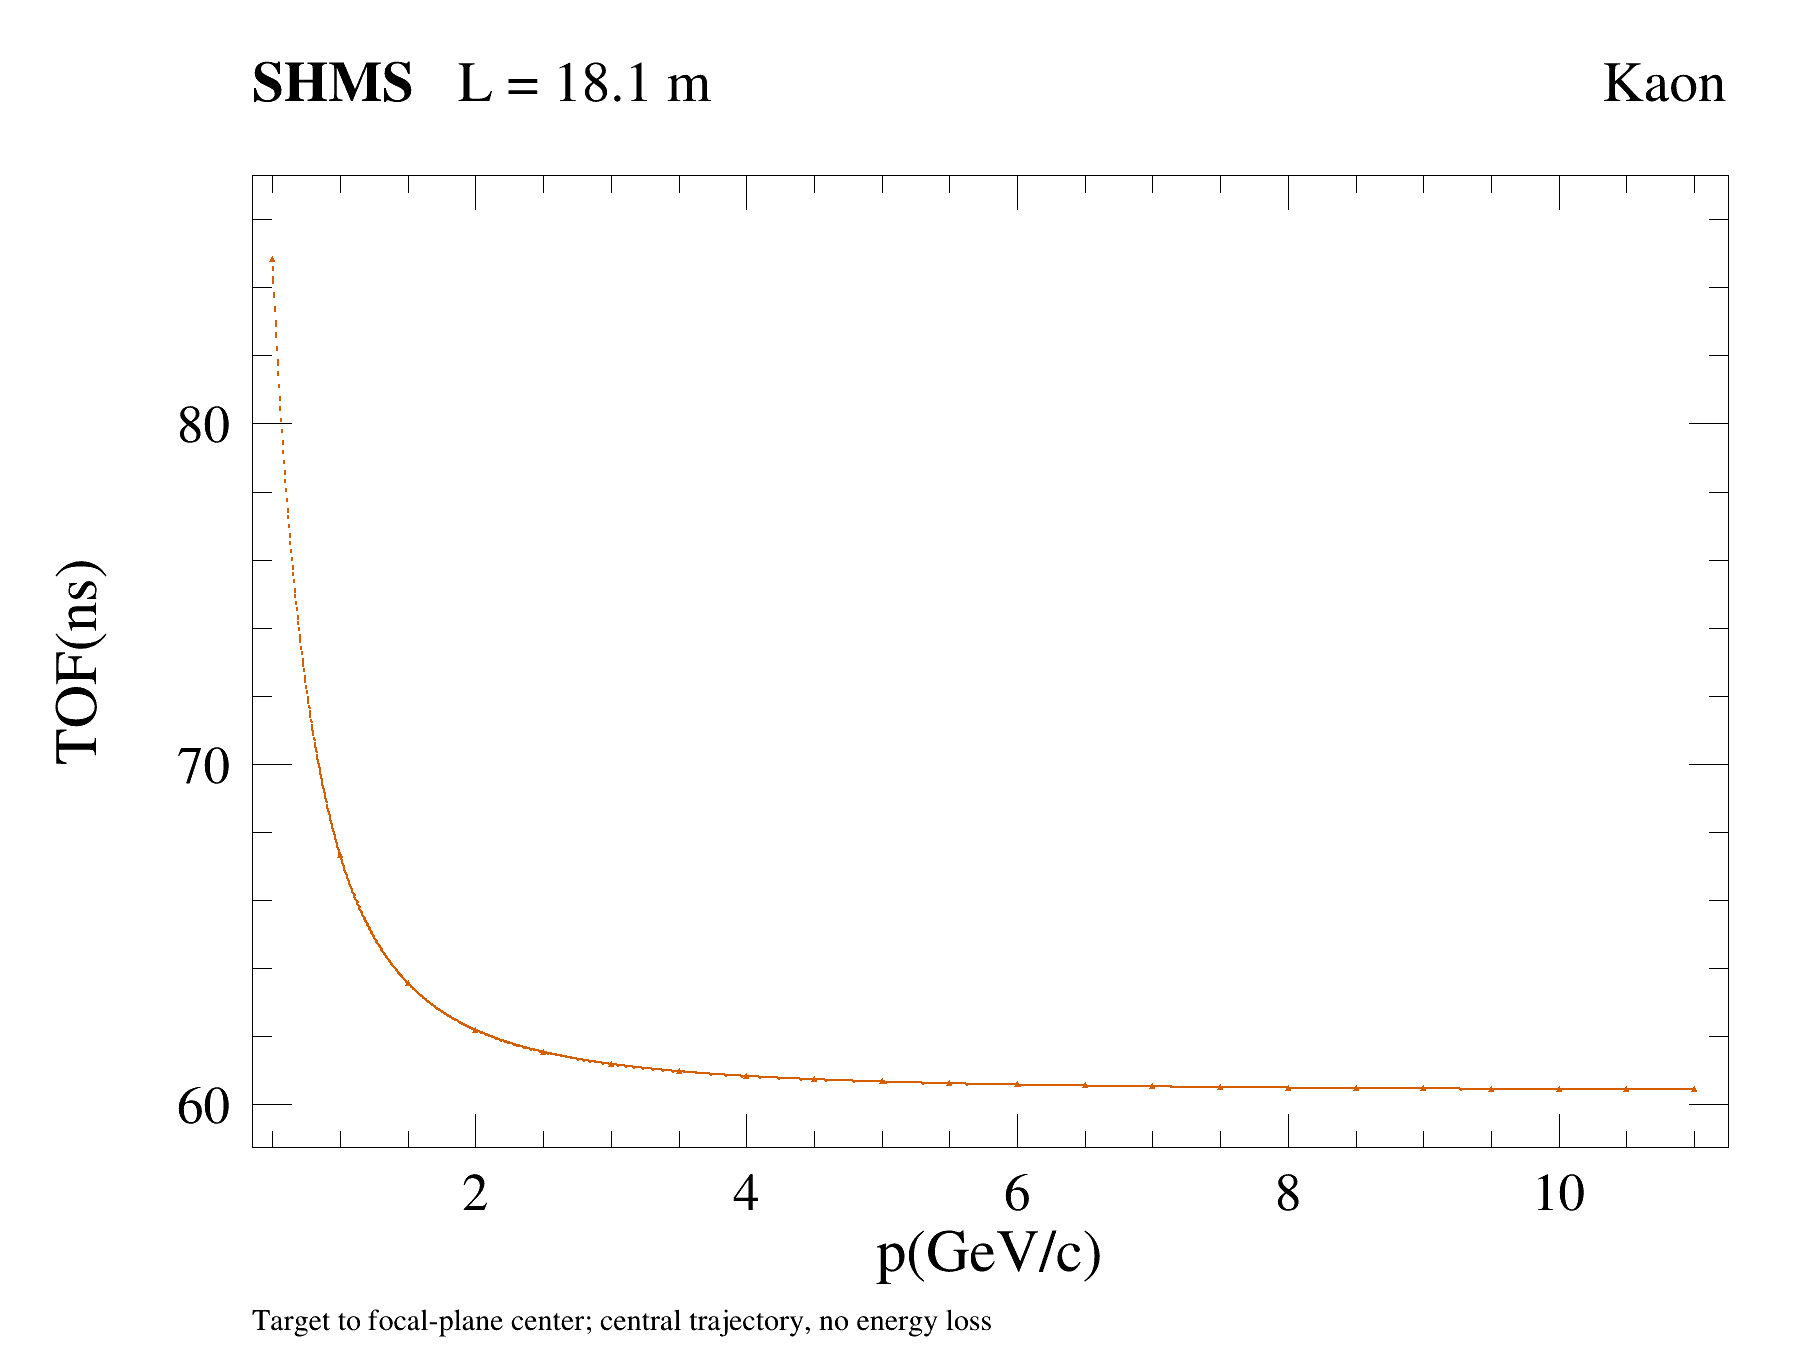 SHMS L = 18.1 m
Kaon
80
70
60
TOF(ns)
2 4 6 8 10
p(GeV/c)
Target to focal-plane center; central trajectory, no energy loss